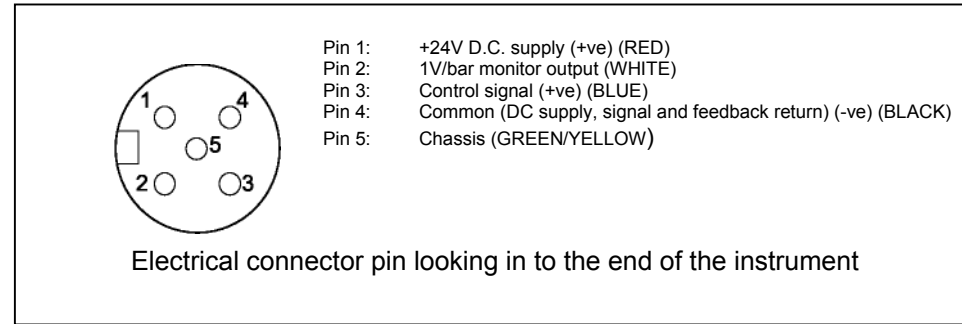 Pin 1: +24V D.C. supply (+ve) (RED)
Pin 2: 1V/bar monitor output (WHITE)
Pin 3: Control signal (+ve) (BLUE)
Pin 4: Common (DC supply, signal and feedback return) (-ve) (BLACK)
Pin 5: Chassis (GREEN/YELLOW)
1 4
5
2 3
Electrical connector pin looking in to the end of the instrument